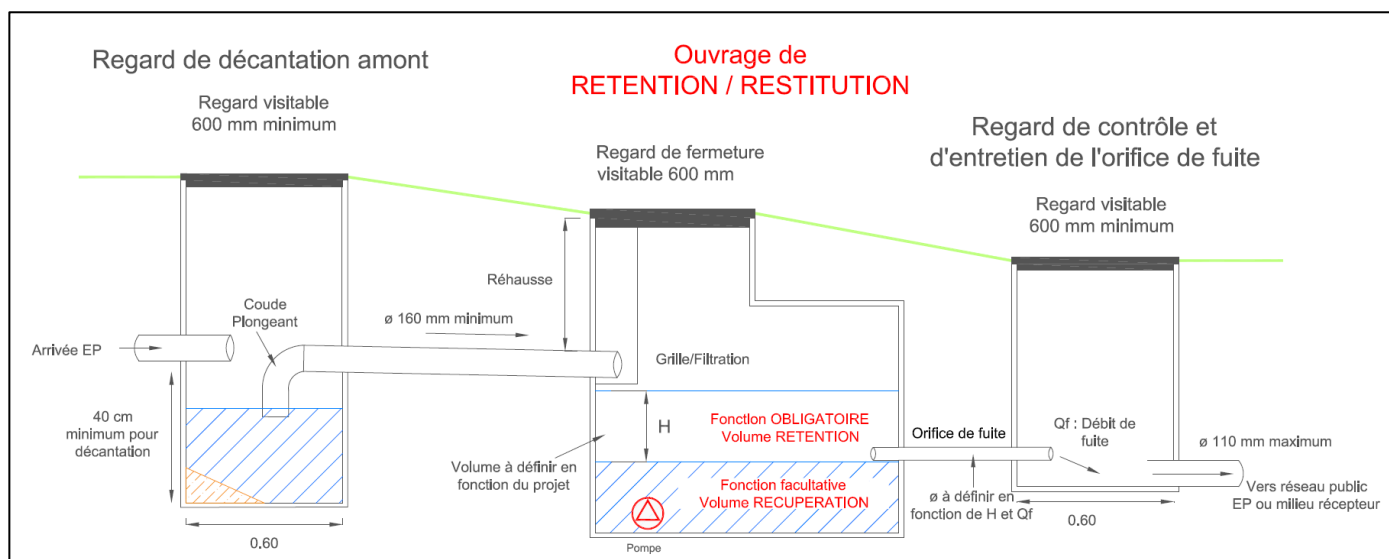 Regard de décantation amont
Regard visitable
600 mm minimum
Ouvrage de
RETENTION / RESTITUTION
Regard de fermeture
visitable 600 mm
Regard de contrôle et
d'entretien de l'orifice de fuite
Regard visitable
600 mm minimum
Réhausse
Coude
Plongeant
ø 160 mm minimum
Arrivée EP
Grille/Filtration
40 cm
minimum pour
décantation
H
Fonction OBLIGATOIRE
Volume RETENTION
Orifice de fuite
Qf : Débit de
fuite
ø 110 mm maximum
Volume à définir en
fonction du projet
Fonction facultative
Volume RECUPERATION
ø à définir en
fonction de H et Qf
Vers réseau public
EP ou milieu récepteur
0.60
0.60
Pompe